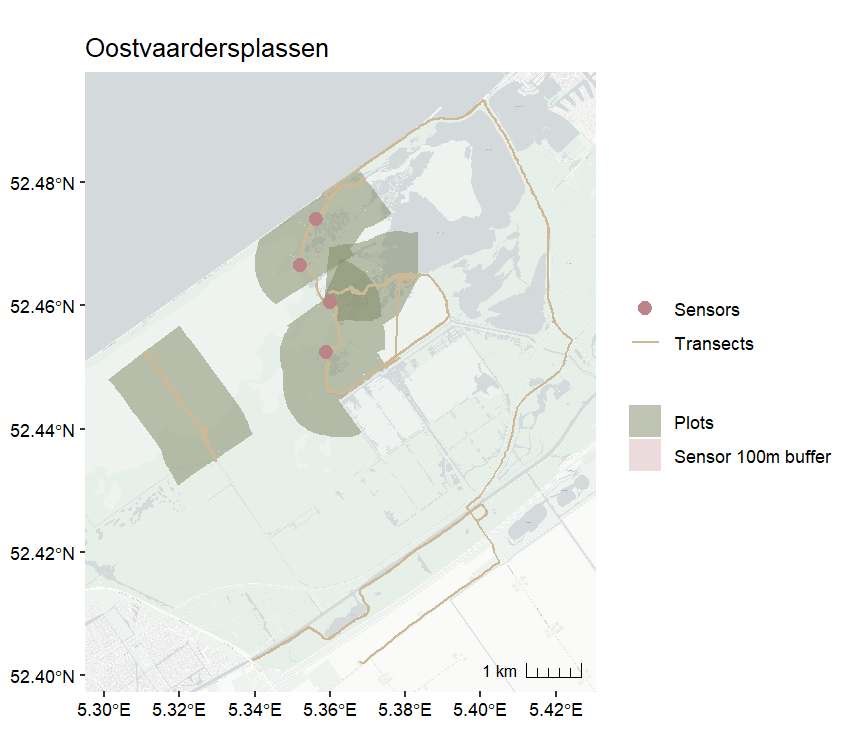 Oostvaardersplassen
52.48°N
52.46°N
52.44°N
52.42°N
52.40°N
5.30°E
5.32°E
5.34°E
5.36°E
5.38°E
5.40°E
5.42°E
1 km
Sensors
Transects
Plots
Sensor 100m buffer